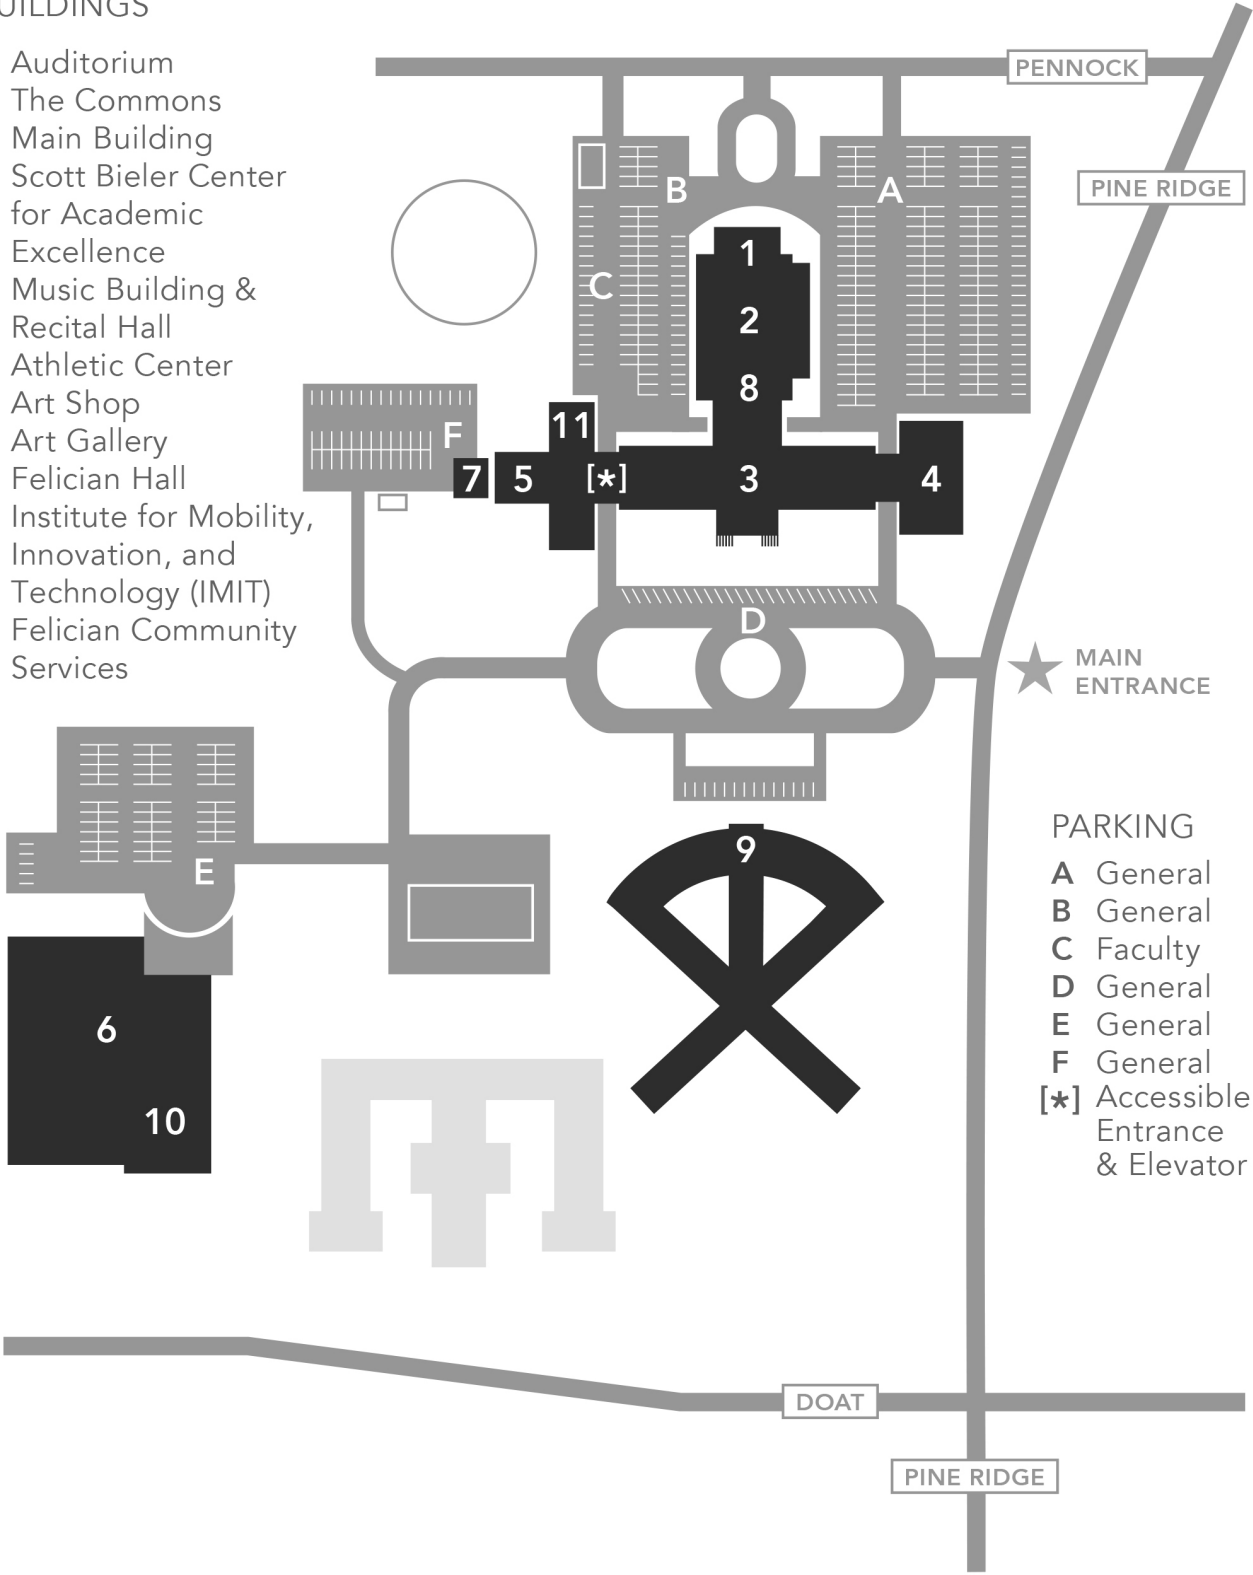 UILDINGS
Auditorium
The Commons
Main Building
Scott Bieler Center
for Academic
Excellence
Music Building &
Recital Hall
Athletic Center
Art Shop
Art Gallery
Felician Hall
Institute for Mobility,
Innovation, and
Technology (IMIT)
Felician Community
Services
PENNOCK
PINE RIDGE
B
A
1
C
2
8
11
F
7
5
[*]
3
4
D
MAIN
ENTRANCE
E
9
6
10
PARKING
A General
B General
C Faculty
D General
E General
F General
[*] Accessible
Entrance
& Elevator
DOAT
PINE RIDGE